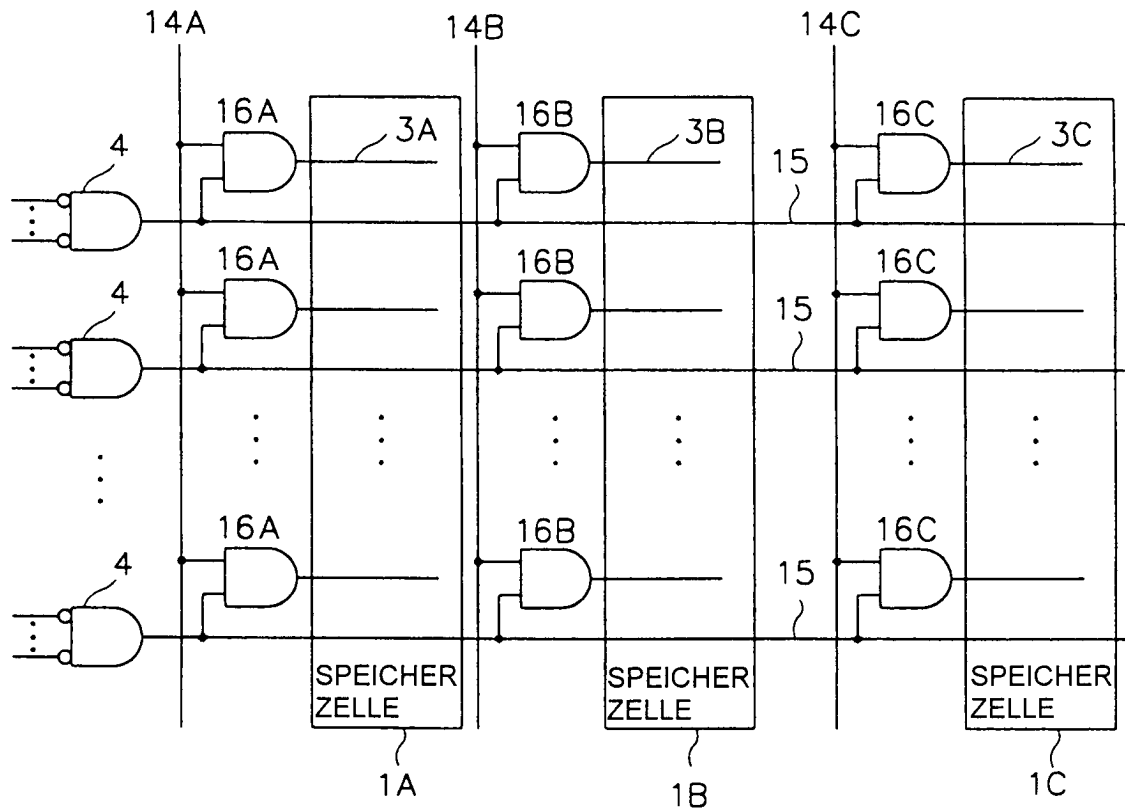 14A
14B
14C
16A
3A
16B
3B
16C
3C
4
15
16A
16B
16C
4
15
16A
16B
16C
4
15
SPEICHER
ZELLE
SPEICHER
ZELLE
SPEICHER
ZELLE
1A
1B
1C